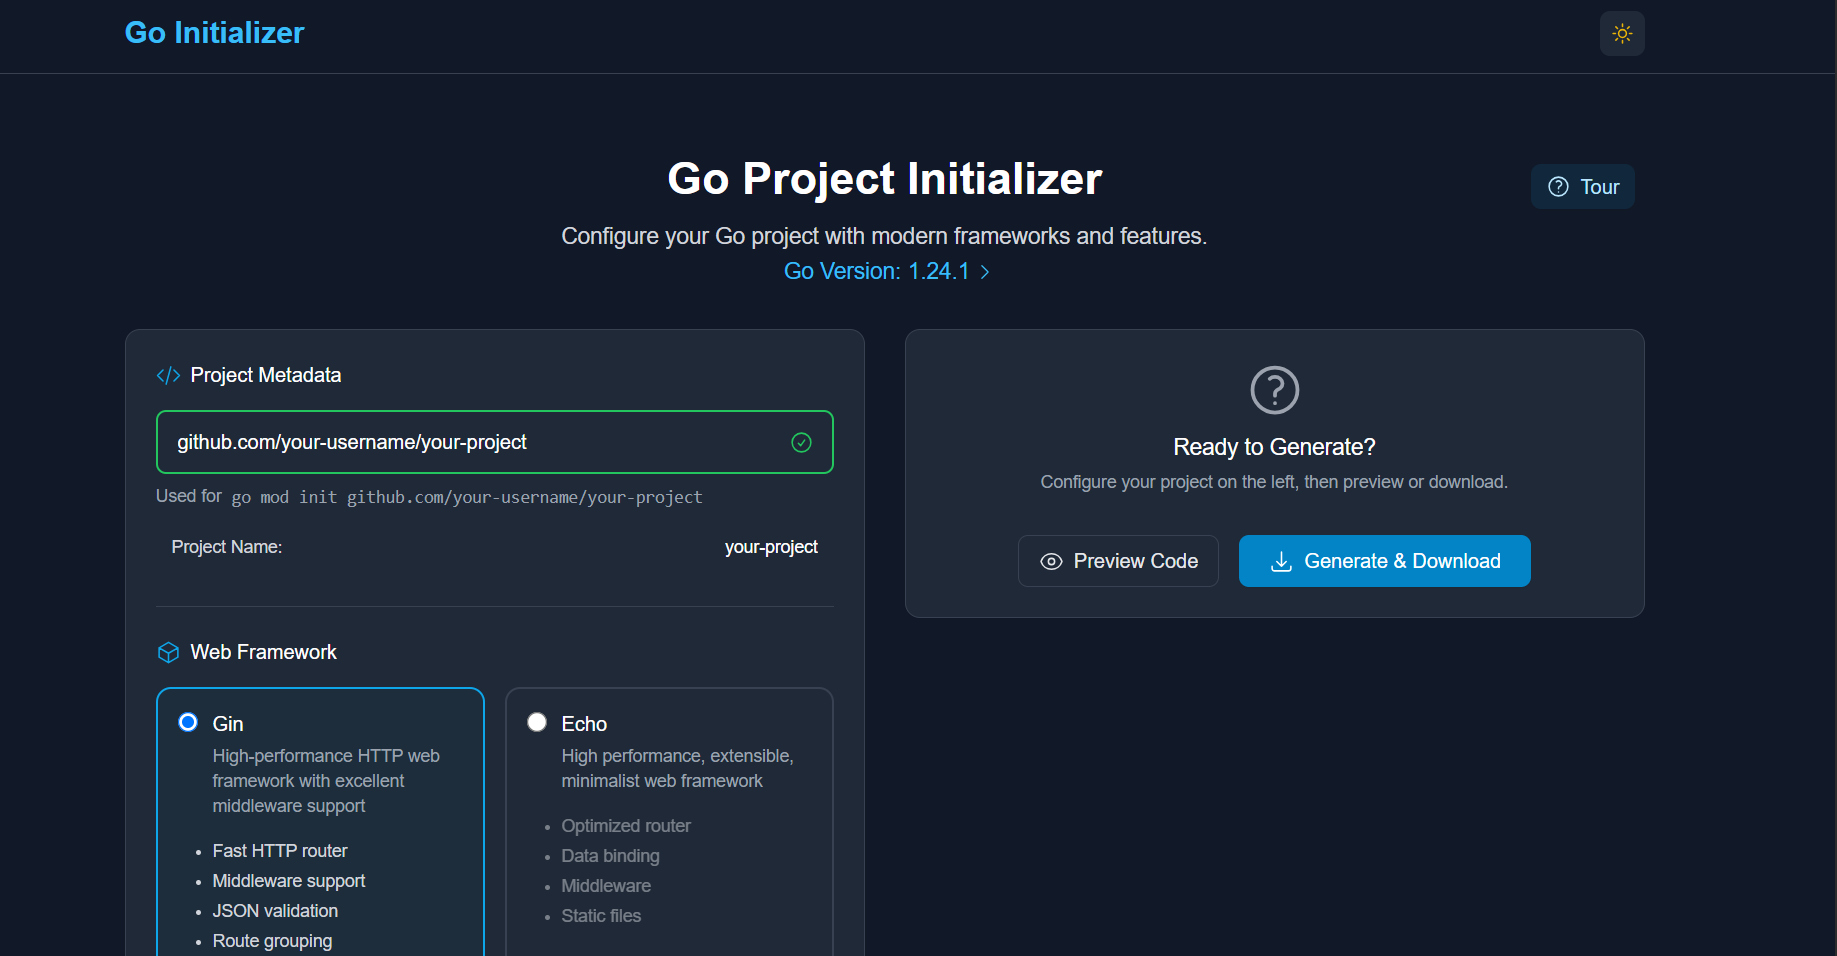 Go Initializer
Go Project Initializer
Tour
Configure your Go project with modern frameworks and features.
Go Version: 1.24.1
Project Metadata
github.com/your-username/your-project
Used for go mod init github.com/your-username/your-project
Project Name: your-project
Web Framework
Gin
High-performance HTTP web
framework with excellent
middleware support
• Fast HTTP router
• Middleware support
• JSON validation
• Route grouping
Echo
High performance, extensible,
minimalist web framework
• Optimized router
• Data binding
• Middleware
• Static files
Ready to Generate?
Configure your project on the left, then preview or download.
Preview Code
Generate & Download